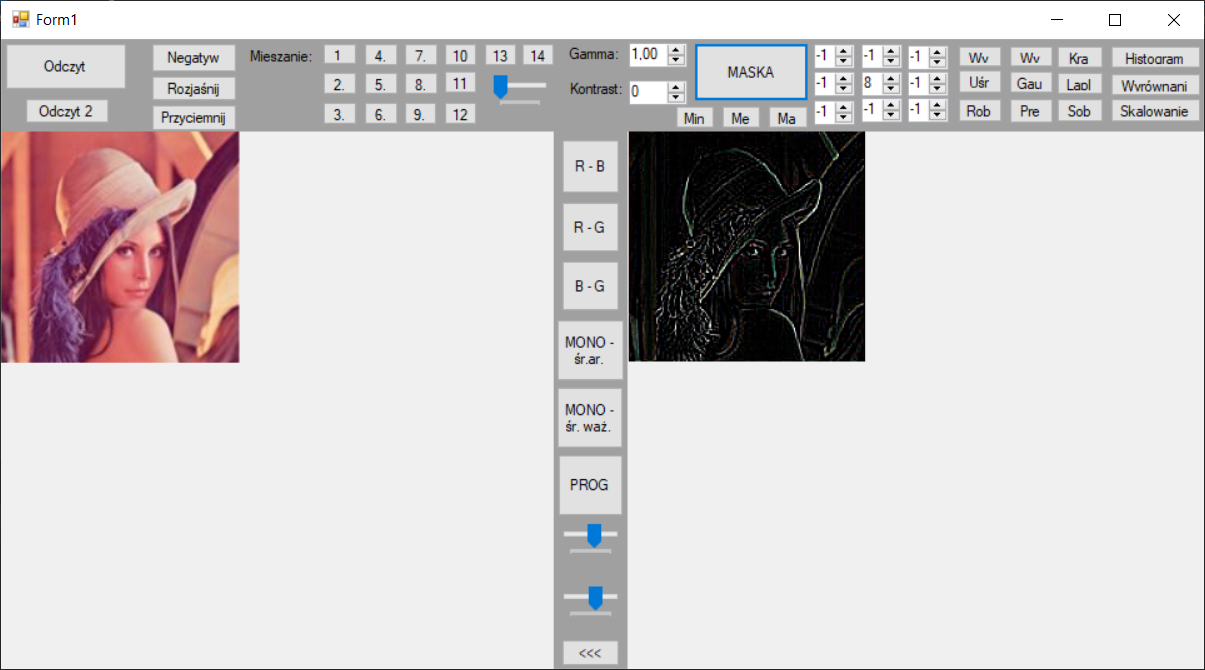 Form1
Odczyt
Odczyt 2
Negatyw
Rozjaśnij
Przyciemnij
Mieszanie:
1 4. 7. 10 13 14
2. 5. 8. 11
3. 6. 9. 12
Gamma: 1,00
Kontrast: 0
MASKA
Min Me Ma
-1 -1 -1
-1 8 -1
-1 -1 -1
Wv Wv Kra Histogram
Uśr Gau Lapl Wyrównani
Rob Pre Sob Skalowanie
R - B
R - G
B - G
MONO -
śr.ar.
MONO -
śr. waż.
PROG
<<<